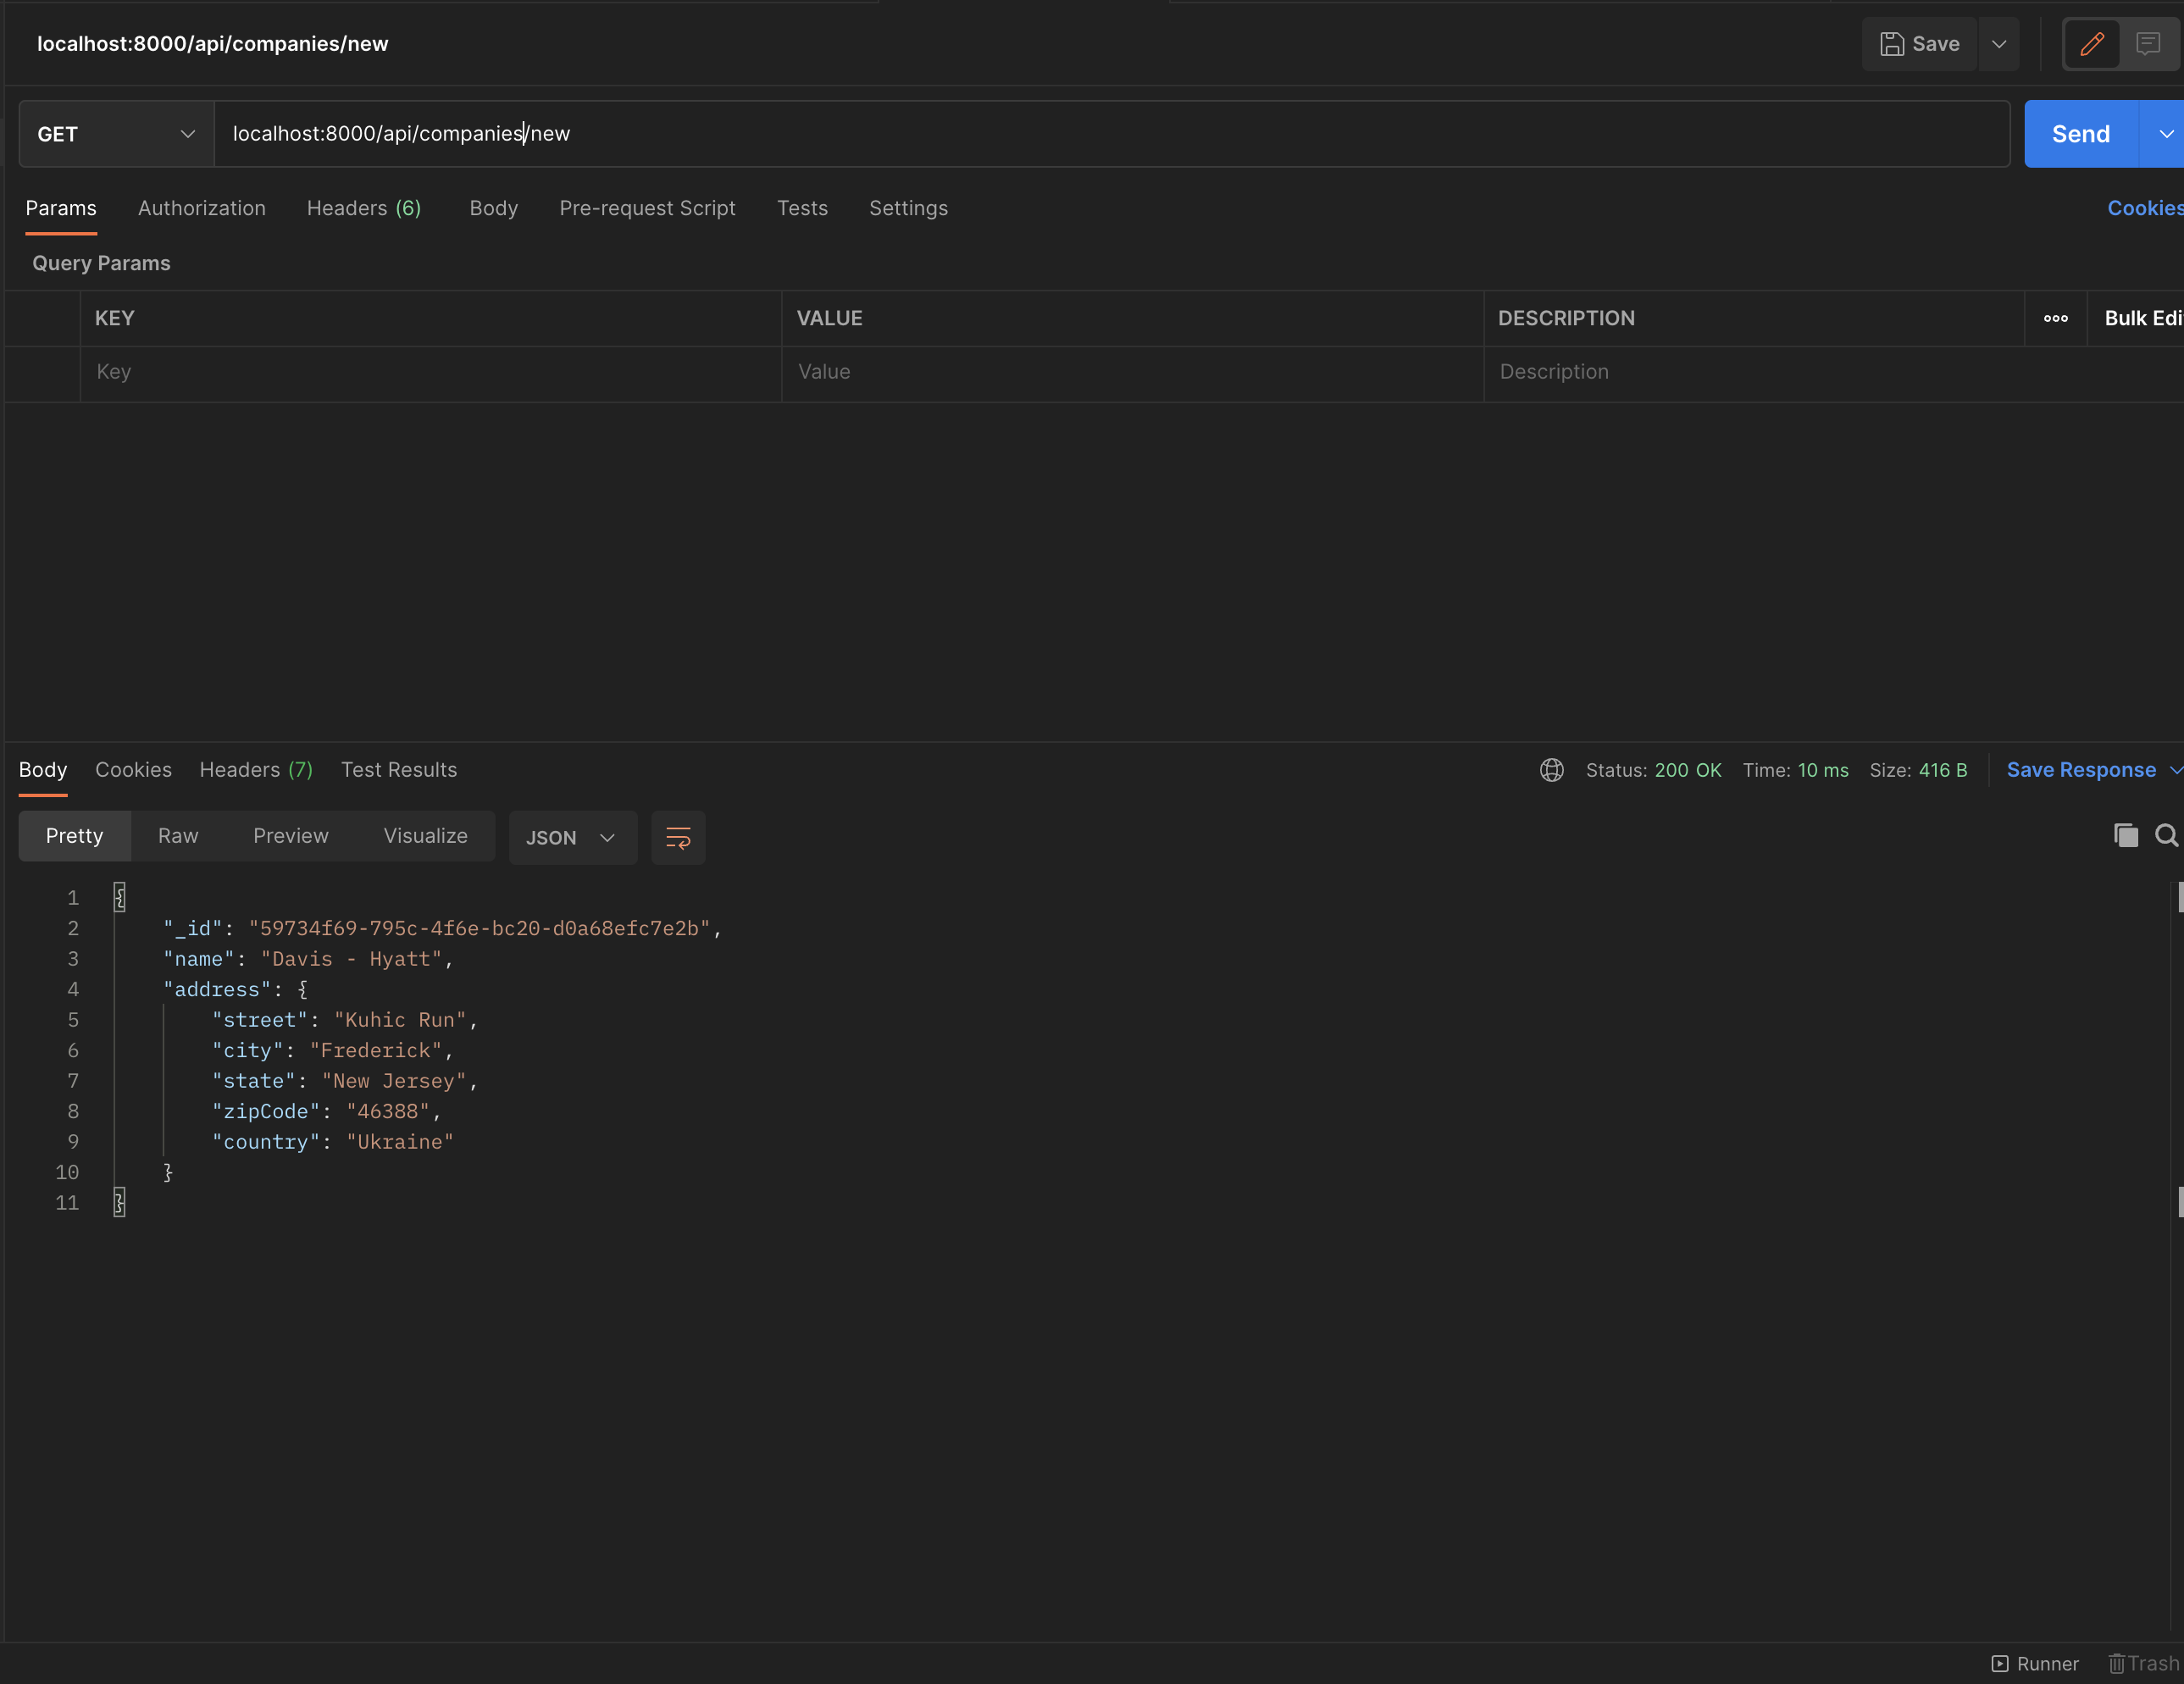 localhost:8000/api/companies/new
Save
GET
localhost:8000/api/companies/new
Send
Params Authorization Headers (6) Body Pre-request Script Tests Settings Cookies
Query Params
KEY VALUE DESCRIPTION ooo Bulk Edi
Key Value Description
Body Cookies Headers (7) Test Results Status: 200 OK Time: 10 ms Size: 416 B Save Response
Pretty Raw Preview Visualize JSON
1 {
2 "_id": "59734f69-795c-4f6e-bc20-d0a68efc7e2b",
3 "name": "Davis - Hyatt",
4 "address": {
5 "street": "Kuhic Run",
6 "city": "Frederick",
7 "state": "New Jersey",
8 "zipCode": "46388",
9 "country": "Ukraine"
10 }
11 }
Runner Trash